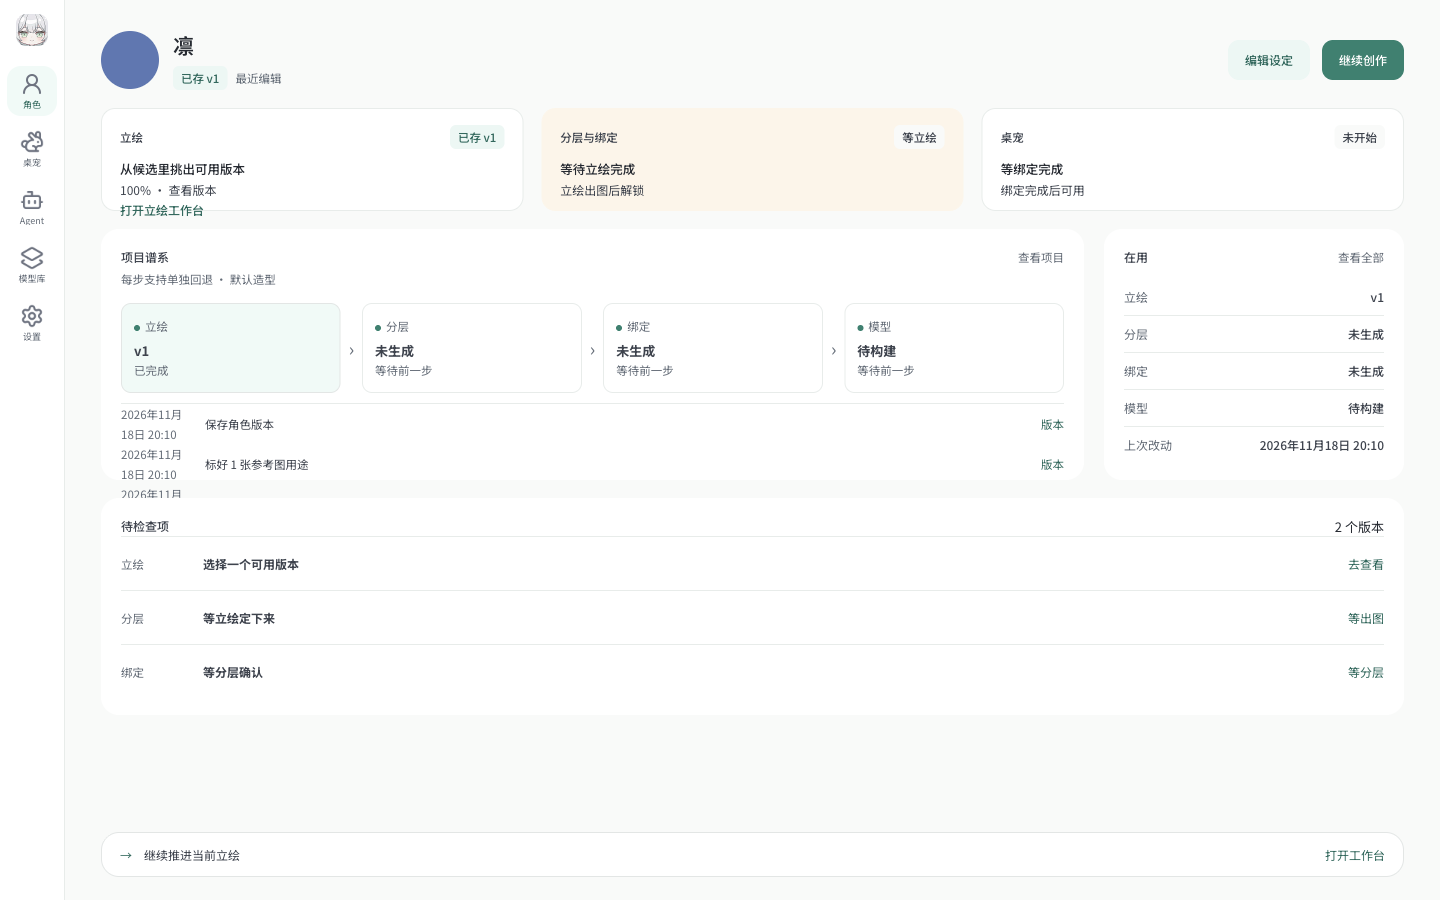 角色
桌宠
Agent
模型库
设置
凛
已存 v1 最近编辑
编辑设定
继续创作
立绘
已存 v1
从候选里挑出可用版本
100% · 查看版本
打开立绘工作台
分层与绑定
等立绘
等待立绘完成
立绘出图后解锁
桌宠
未开始
等绑定完成
绑定完成后可用
项目谱系
查看项目
每步支持单独回退 · 默认造型
立绘
v1
已完成
›
分层
未生成
等待前一步
›
绑定
未生成
等待前一步
›
模型
待构建
等待前一步
2026年11月
18日 20:10
保存角色版本
版本
2026年11月
18日 20:10
标好 1 张参考图用途
版本
2026年11月
在用
查看全部
立绘
v1
分层
未生成
绑定
未生成
模型
待构建
上次改动
2026年11月18日 20:10
待检查项
2 个版本
立绘
选择一个可用版本
去查看
分层
等立绘定下来
等出图
绑定
等分层确认
等分层
→ 继续推进当前立绘
打开工作台